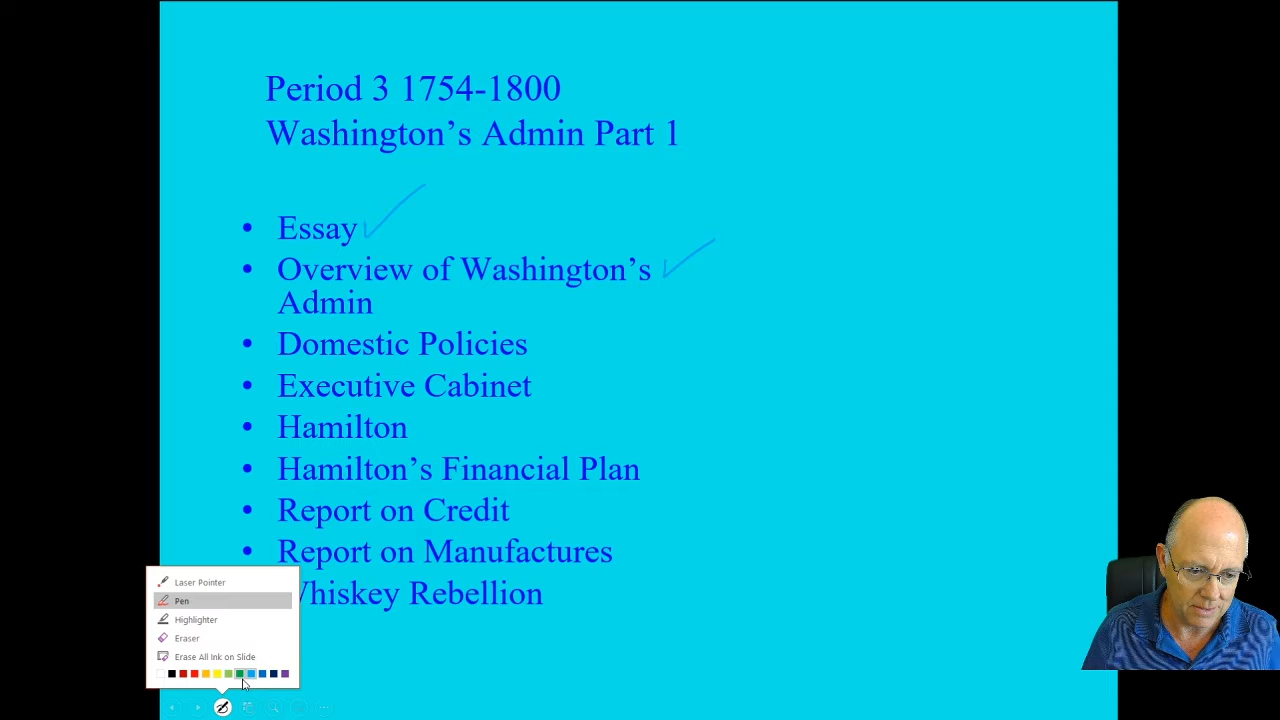 Period 3 1754-1800
Washington's Admin Part 1
• Essay
• Overview of Washington's
Admin
• Domestic Policies
• Executive Cabinet
• Hamilton
• Hamilton's Financial Plan
• Report on Credit
• Report on Manufactures
Whiskey Rebellion
Laser Pointer
Pen
Highlighter
Eraser
Erase All Ink on Slide